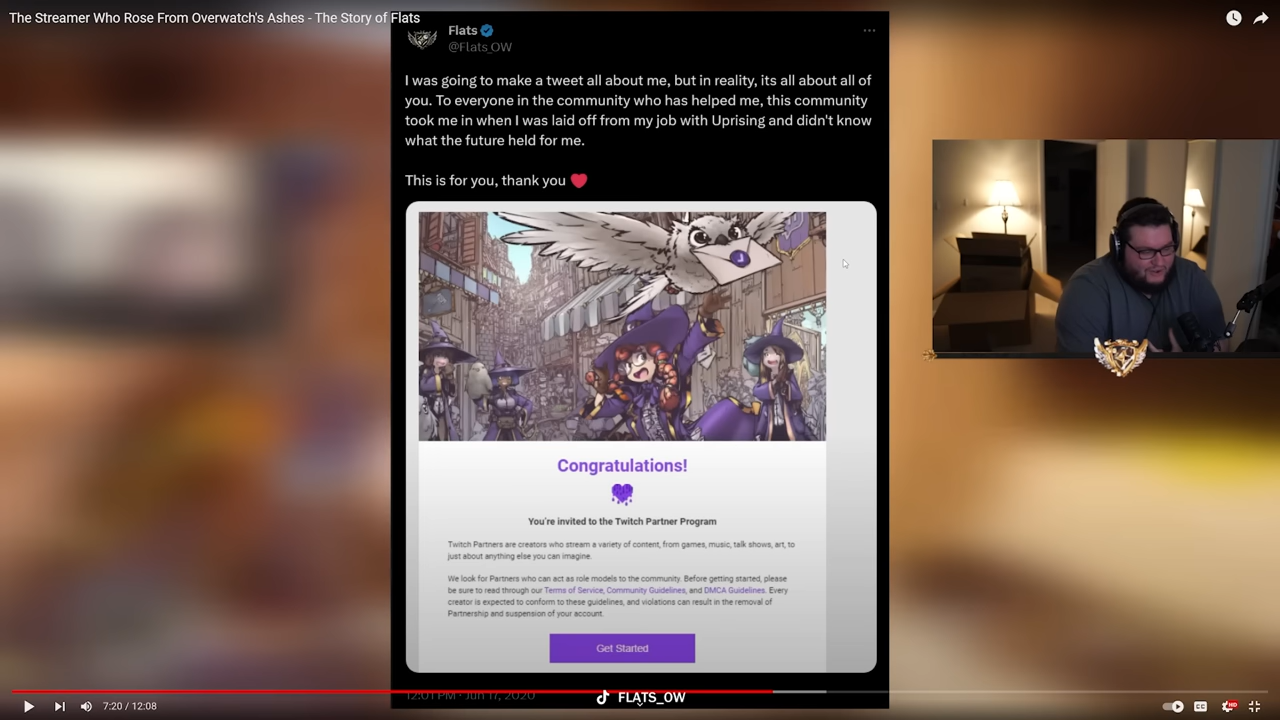 The Streamer Who Rose From Overwatch's Ashes - The Story of Flats
Flats
@Flats_OW
I was going to make a tweet all about me, but in reality, its all about all of
you. To everyone in the community who has helped me, this community
took me in when I was laid off from my job with Uprising and didn't know
what the future held for me.
This is for you, thank you ❤️
Congratulations!
You're invited to the Twitch Partner Program
Twitch Partners are creators who stream a variety of content, from games, music, talk shows, art, to
just about anything else you can imagine.
We look for Partners who can act as role models to the community. Before getting started, please
be sure to read through our Terms of Service, Community Guidelines, and DMCA Guidelines. Every
creator is expected to conform to these guidelines, and violations can result in the removal of
Partnership and suspension of your account.
Get Started
12:01 PM · Jun 17, 2020
FLATS_OW
7:20 / 12:08
CC
HD